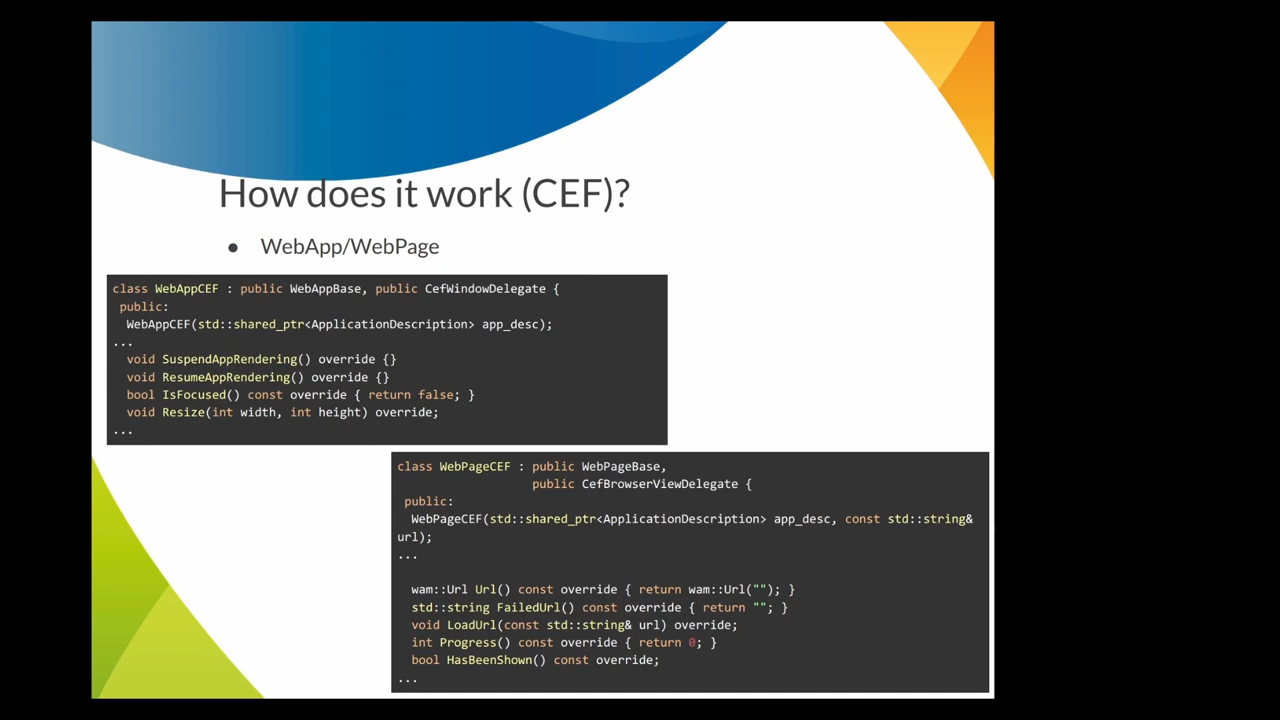 How does it work (CEF)?
● WebApp/WebPage
class WebAppCEF : public WebAppBase, public CefWindowDelegate {
 public:
  WebAppCEF(std::shared_ptr<ApplicationDescription> app_desc);
...
  void SuspendAppRendering() override {}
  void ResumeAppRendering() override {}
  bool IsFocused() const override { return false; }
  void Resize(int width, int height) override;
...
class WebPageCEF : public WebPageBase,
                   public CefBrowserViewDelegate {
 public:
  WebPageCEF(std::shared_ptr<ApplicationDescription> app_desc, const std::string&
url);
...
  wam::Url Url() const override { return wam::Url(""); }
  std::string FailedUrl() const override { return ""; }
  void LoadUrl(const std::string& url) override;
  int Progress() const override { return 0; }
  bool HasBeenShown() const override;
...